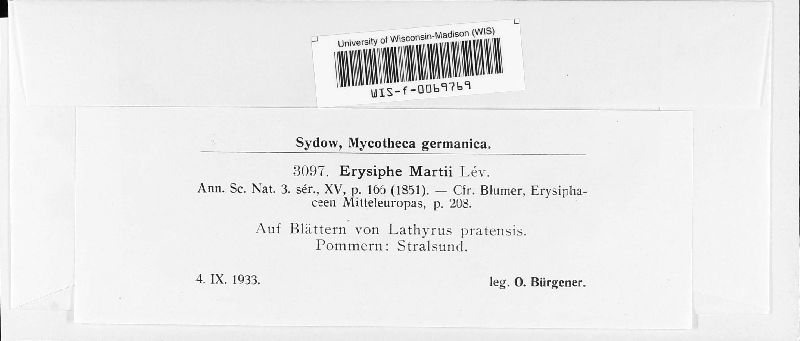 University of Wisconsin-Madison (WIS)
WIS-f-0069769
Sydow, Mycotheca germanica.
3097. Erysiphe Martii Lév.
Ann. Sc. Nat. 3. sér., XV, p. 166 (1851). — Cfr. Blumer, Erysipha-
ceen Mitteleuropas, p. 208.
Auf Blättern von Lathyrus pratensis.
Pommern: Stralsund.
4. IX. 1933.
leg. O. Bürgener.